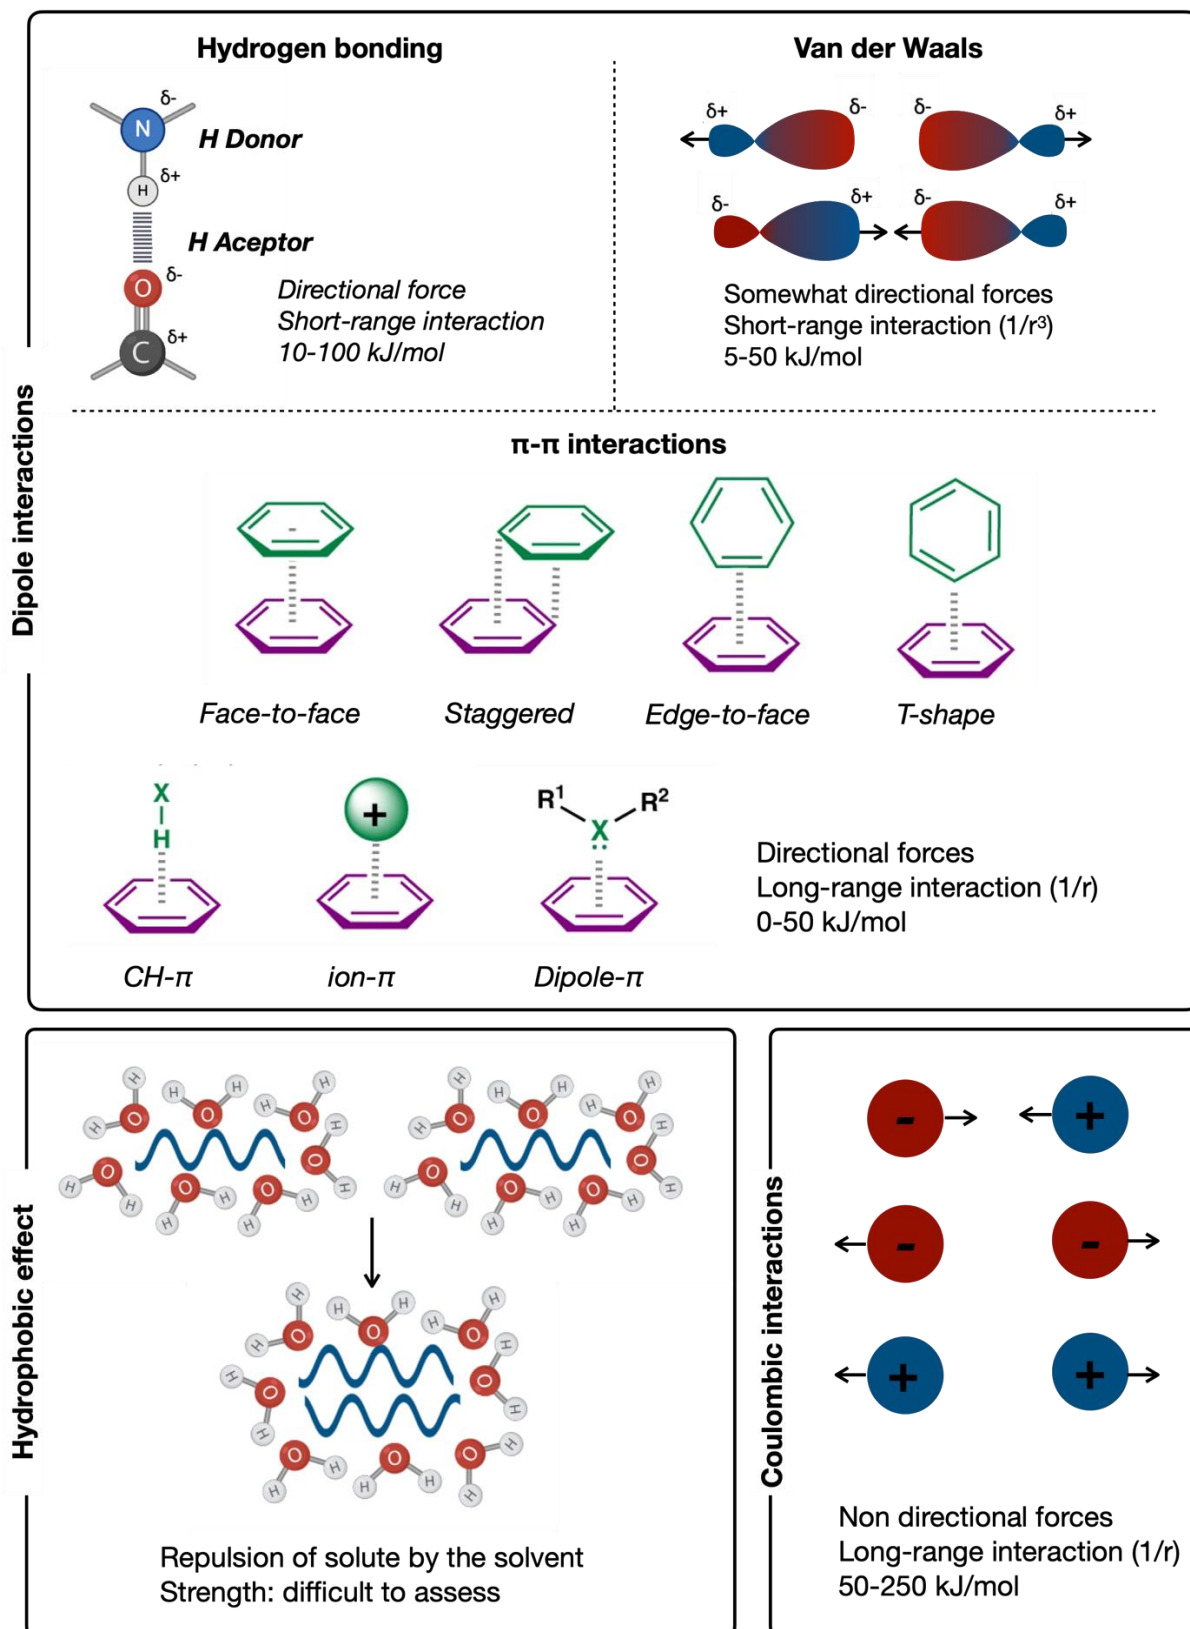 Dipole interactions
Hydrogen bonding
δ-
N
H Donor
δ+
H
H Aceptor
δ-
O
δ+
C
Directional force
Short-range interaction
10-100 kJ/mol
Van der Waals
δ+ δ- δ- δ+
δ- δ+ δ- δ+
Somewhat directional forces
Short-range interaction (1/r³)
5-50 kJ/mol
π-π interactions
Face-to-face
Staggered
Edge-to-face
T-shape
X
H
+
R¹ R²
X
CH-π
ion-π
Dipole-π
Directional forces
Long-range interaction (1/r)
0-50 kJ/mol
Hydrophobic effect
H H H H H H H H
H O O O H H O O O H
H O O H O O
H O O H H O O H
H H H H H H H H
H H H H
H O O O H
H O O H
H O O O H
H H H H H
Repulsion of solute by the solvent
Strength: difficult to assess
Coulombic interactions
- +
- -
+ +
Non directional forces
Long-range interaction (1/r)
50-250 kJ/mol